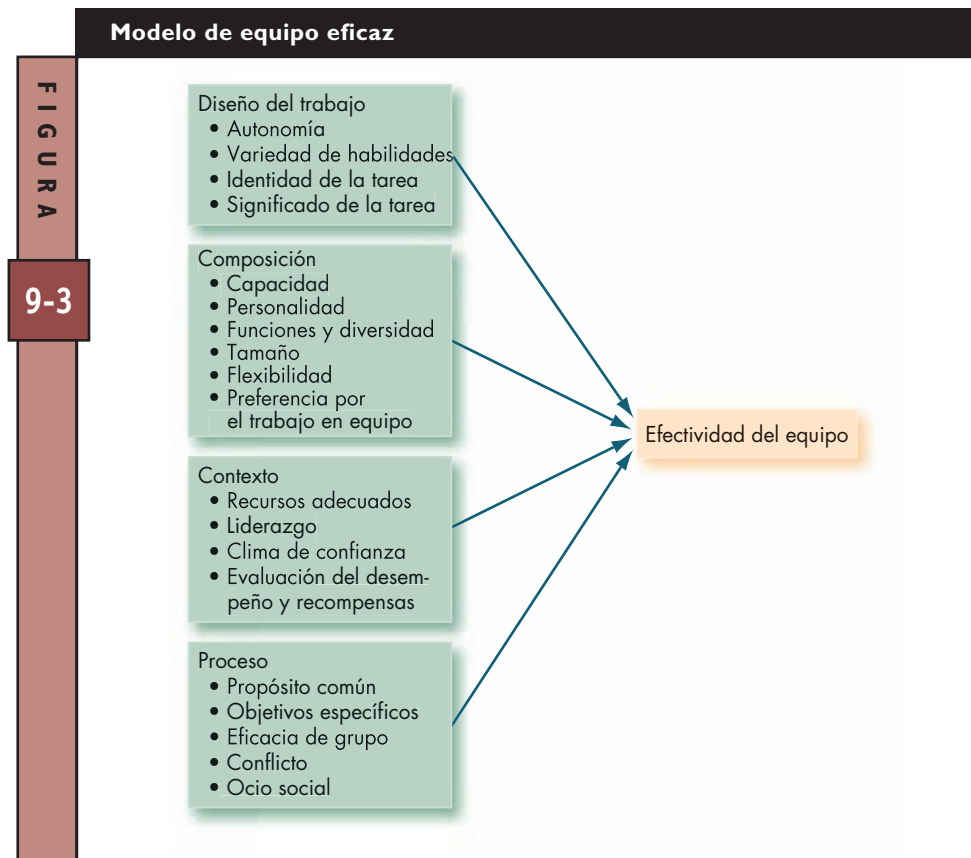 Modelo de equipo eficaz
FIGURA
9-3
Diseño del trabajo
• Autonomía
• Variedad de habilidades
• Identidad de la tarea
• Significado de la tarea
Composición
• Capacidad
• Personalidad
• Funciones y diversidad
• Tamaño
• Flexibilidad
• Preferencia por
el trabajo en equipo
Contexto
• Recursos adecuados
• Liderazgo
• Clima de confianza
• Evaluación del desem-
peño y recompensas
Proceso
• Propósito común
• Objetivos específicos
• Eficacia de grupo
• Conflicto
• Ocio social
Efectividad del equipo